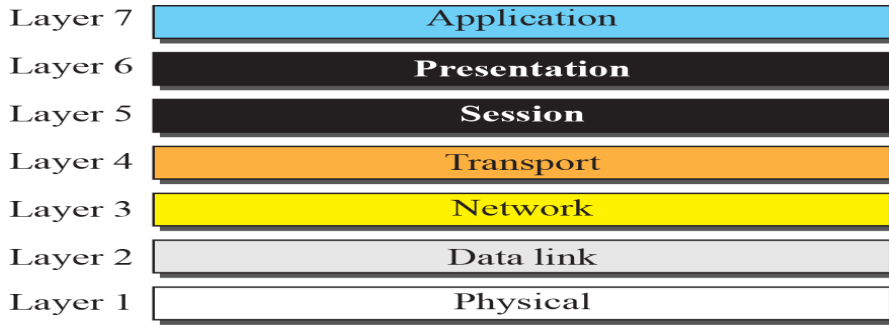 Layer 7 Application
Layer 6 Presentation
Layer 5 Session
Layer 4 Transport
Layer 3 Network
Layer 2 Data link
Layer 1 Physical